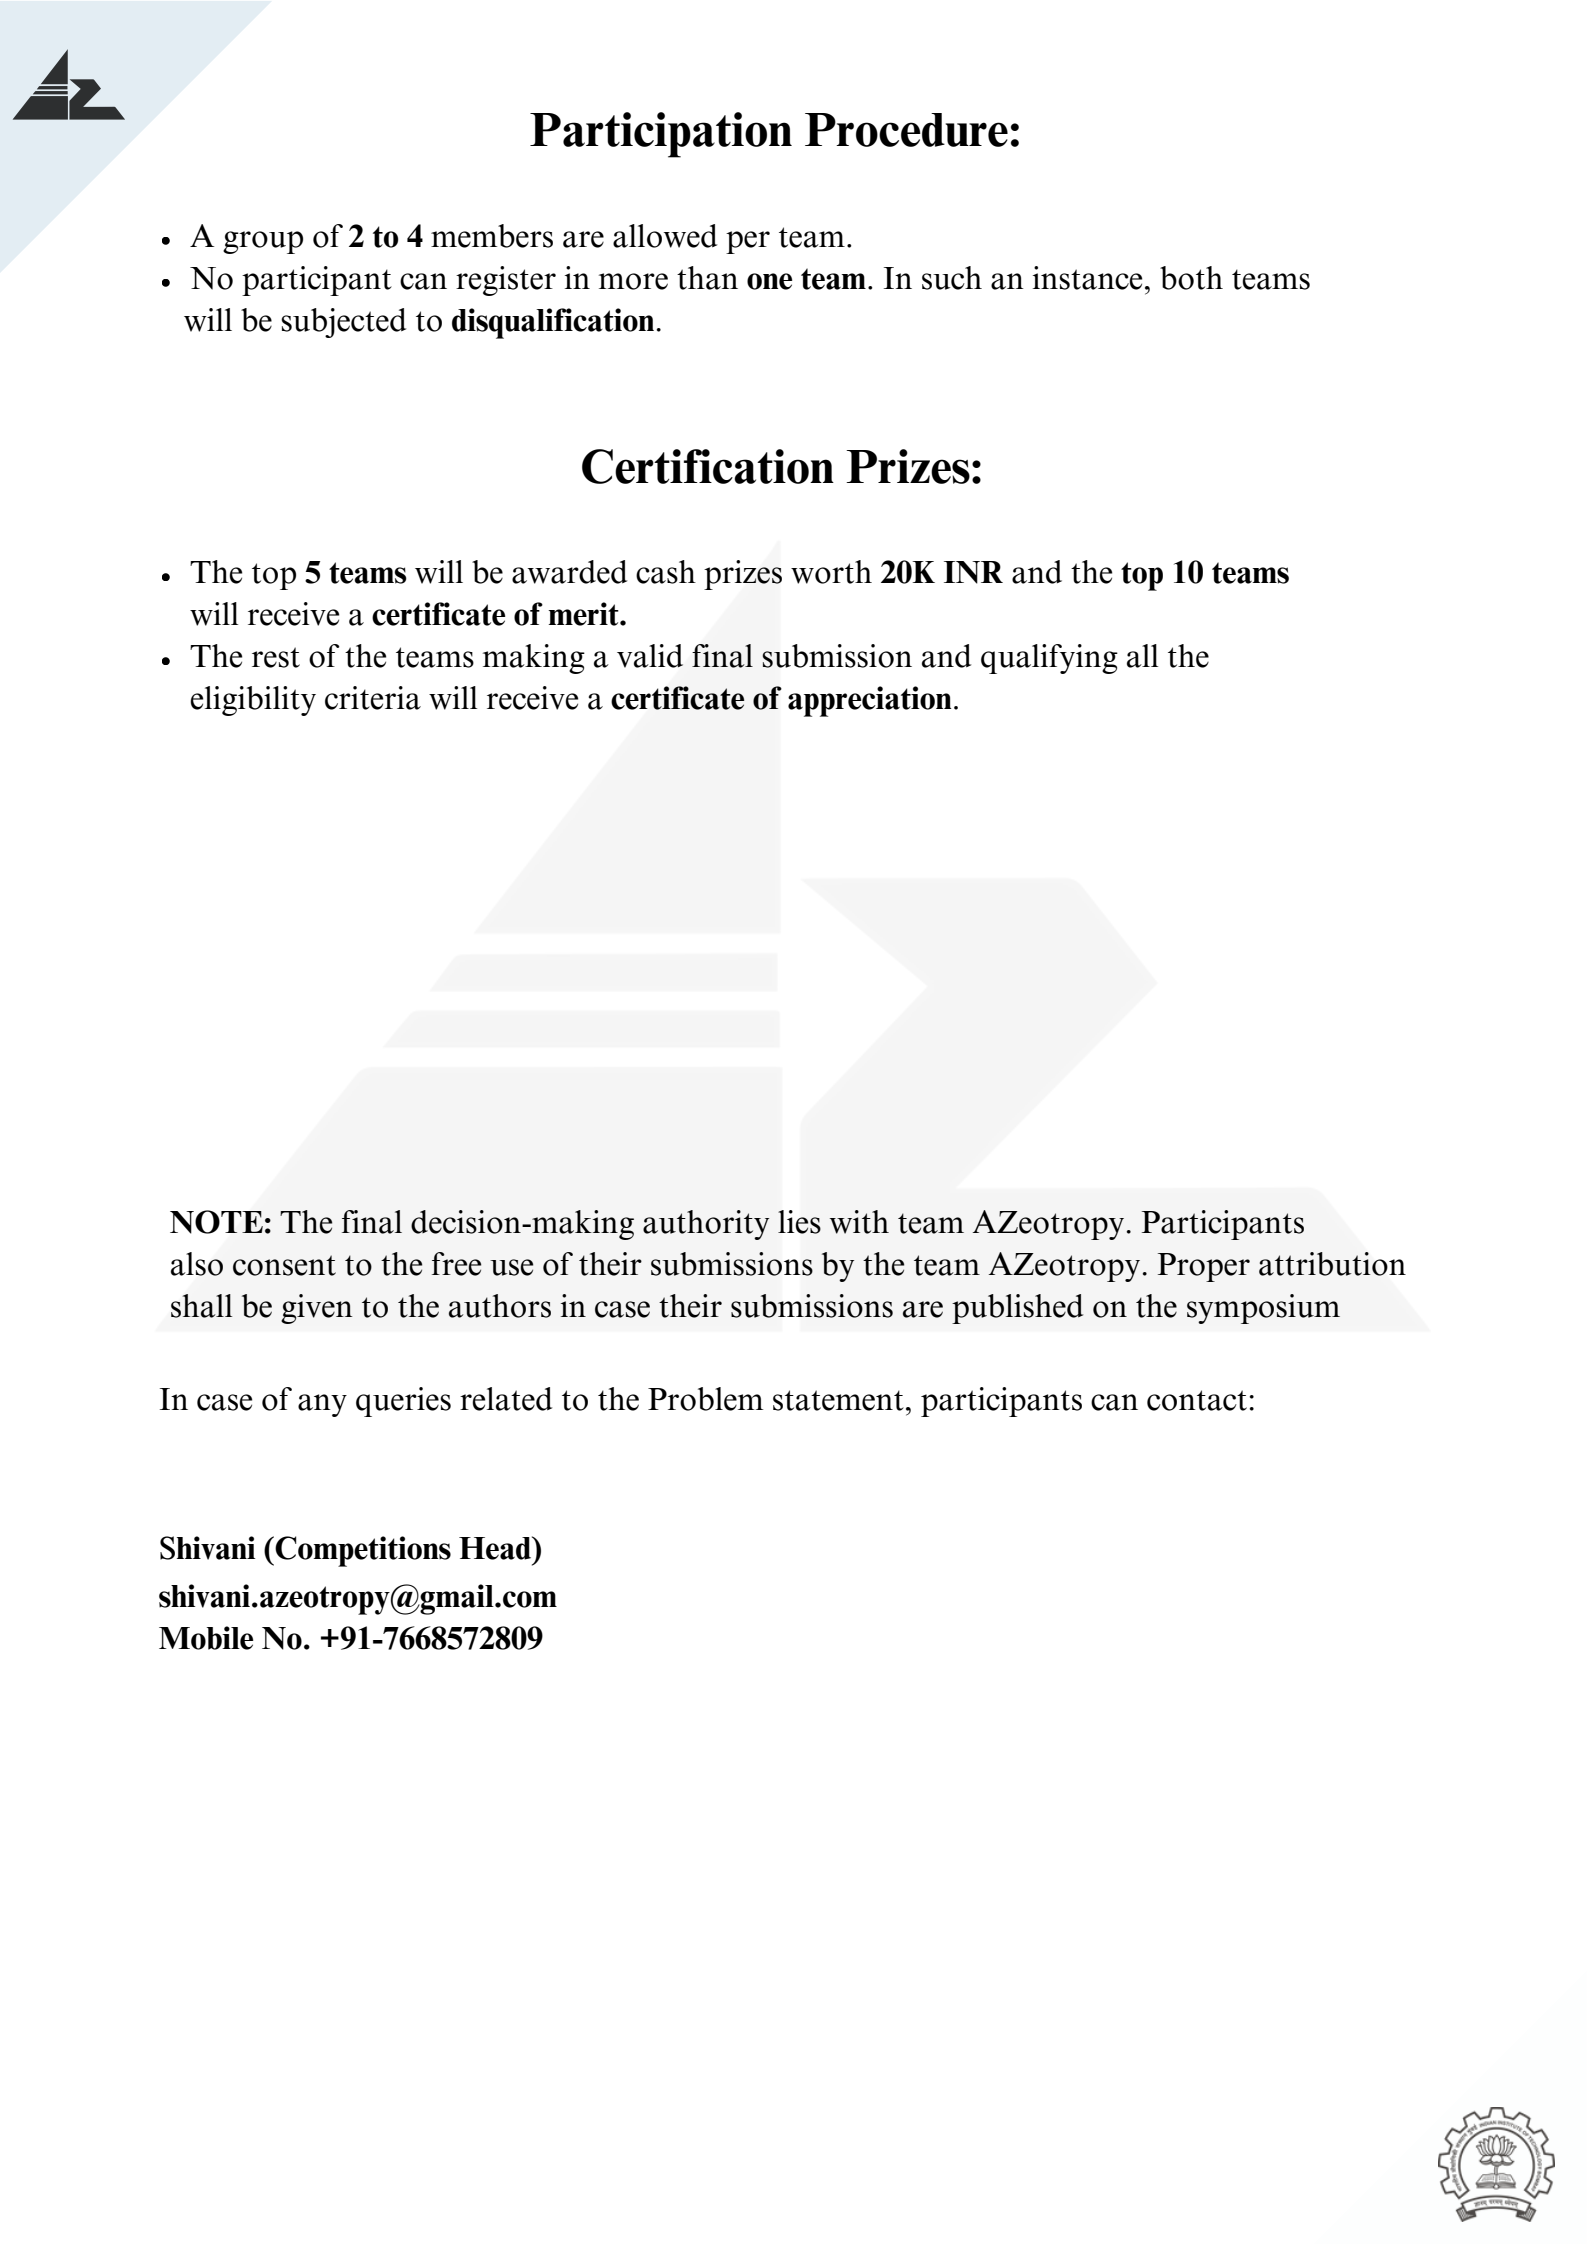 Participation Procedure:
• A group of 2 to 4 members are allowed per team.
• No participant can register in more than one team. In such an instance, both teams
will be subjected to disqualification.
Certification Prizes:
• The top 5 teams will be awarded cash prizes worth 20K INR and the top 10 teams
will receive a certificate of merit.
• The rest of the teams making a valid final submission and qualifying all the
eligibility criteria will receive a certificate of appreciation.
NOTE: The final decision-making authority lies with team AZeotropy. Participants
also consent to the free use of their submissions by the team AZeotropy. Proper attribution
shall be given to the authors in case their submissions are published on the symposium
In case of any queries related to the Problem statement, participants can contact:
Shivani (Competitions Head)
shivani.azeotropy@gmail.com
Mobile No. +91-7668572809
INDIAN INSTITUTE OF TECHNOLOGY BOMBAY